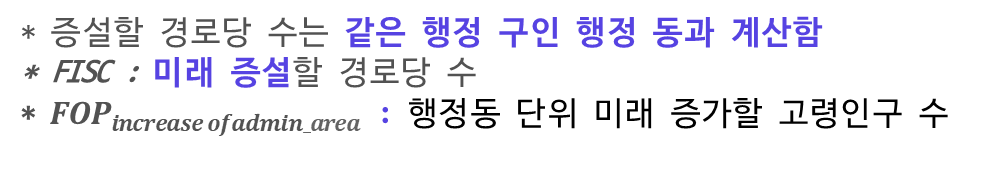 * 증설할 경로당 수는 같은 행정 구인 행정 동과 계산함
* FISC : 미래 증설할 경로당 수
* FOP increase of admin_area : 행정동 단위 미래 증가할 고령인구 수